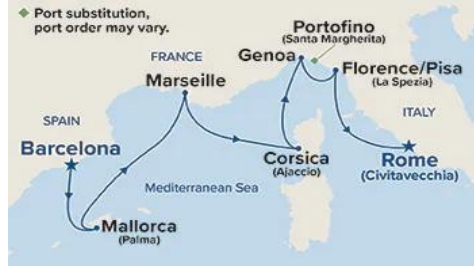 ◆ Port substitution,
port order may vary.
Portofino
(Santa Margherita)
Genoa
FRANCE
Florence/Pisa
(La Spezia)
Marseille
ITALY
SPAIN
Barcelona
Corsica
(Ajaccio)
Rome
(Civitavecchia)
Mediterranean Sea
Mallorca
(Palma)